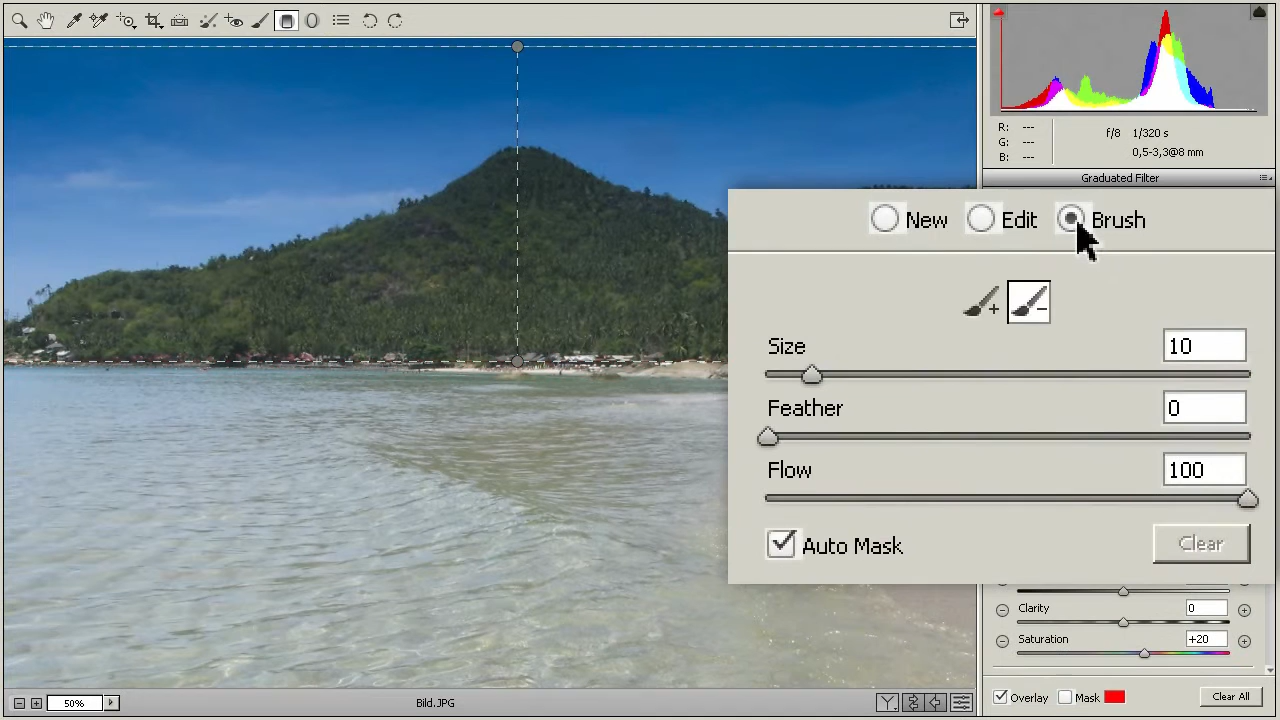 R: ---
G: ---
B: ---
f/8 1/320 s
0,5-3,3@8 mm
Graduated Filter
New Edit Brush
Size 10
Feather 0
Flow 100
Auto Mask Clear
Clarity 0
Saturation +20
50% Bild.JPG
Overlay Mask Clear All